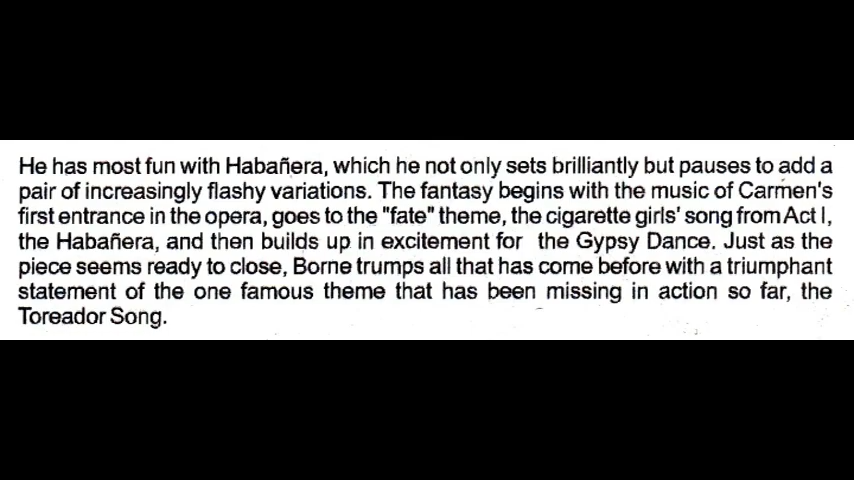 He has most fun with Habañera, which he not only sets brilliantly but pauses to add a
pair of increasingly flashy variations. The fantasy begins with the music of Carmen's
first entrance in the opera, goes to the "fate" theme, the cigarette girls' song from Act I,
the Habañera, and then builds up in excitement for the Gypsy Dance. Just as the
piece seems ready to close, Borne trumps all that has come before with a triumphant
statement of the one famous theme that has been missing in action so far, the
Toreador Song.